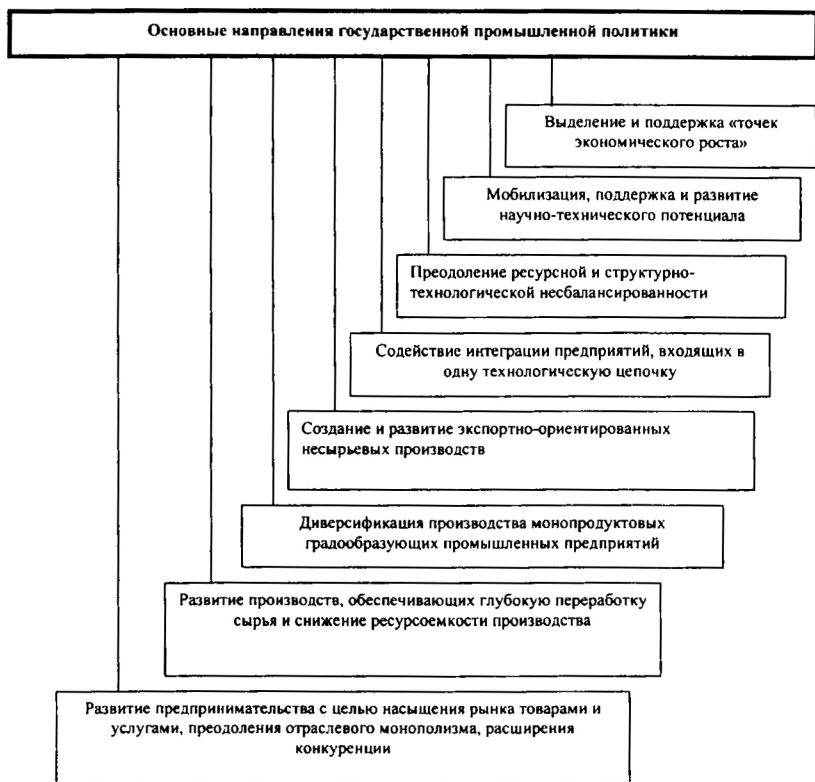 Основные направления государственной промышленной политики
Выделение и поддержка «точек
экономического роста»
Мобилизация, поддержка и развитие
научно-технического потенциала
Преодоление ресурсной и структурно-
технологической несбалансированности
Содействие интеграции предприятий, входящих в
одну технологическую цепочку
Создание и развитие экспортно-ориентированных
несырьевых производств
Диверсификация производства монопродуктовых
градообразующих промышленных предприятий
Развитие производств, обеспечивающих глубокую переработку
сырья и снижение ресурсоемкости производства
Развитие предпринимательства с целью насыщения рынка товарами и
услугами, преодоления отраслевого монополизма, расширения
конкуренции